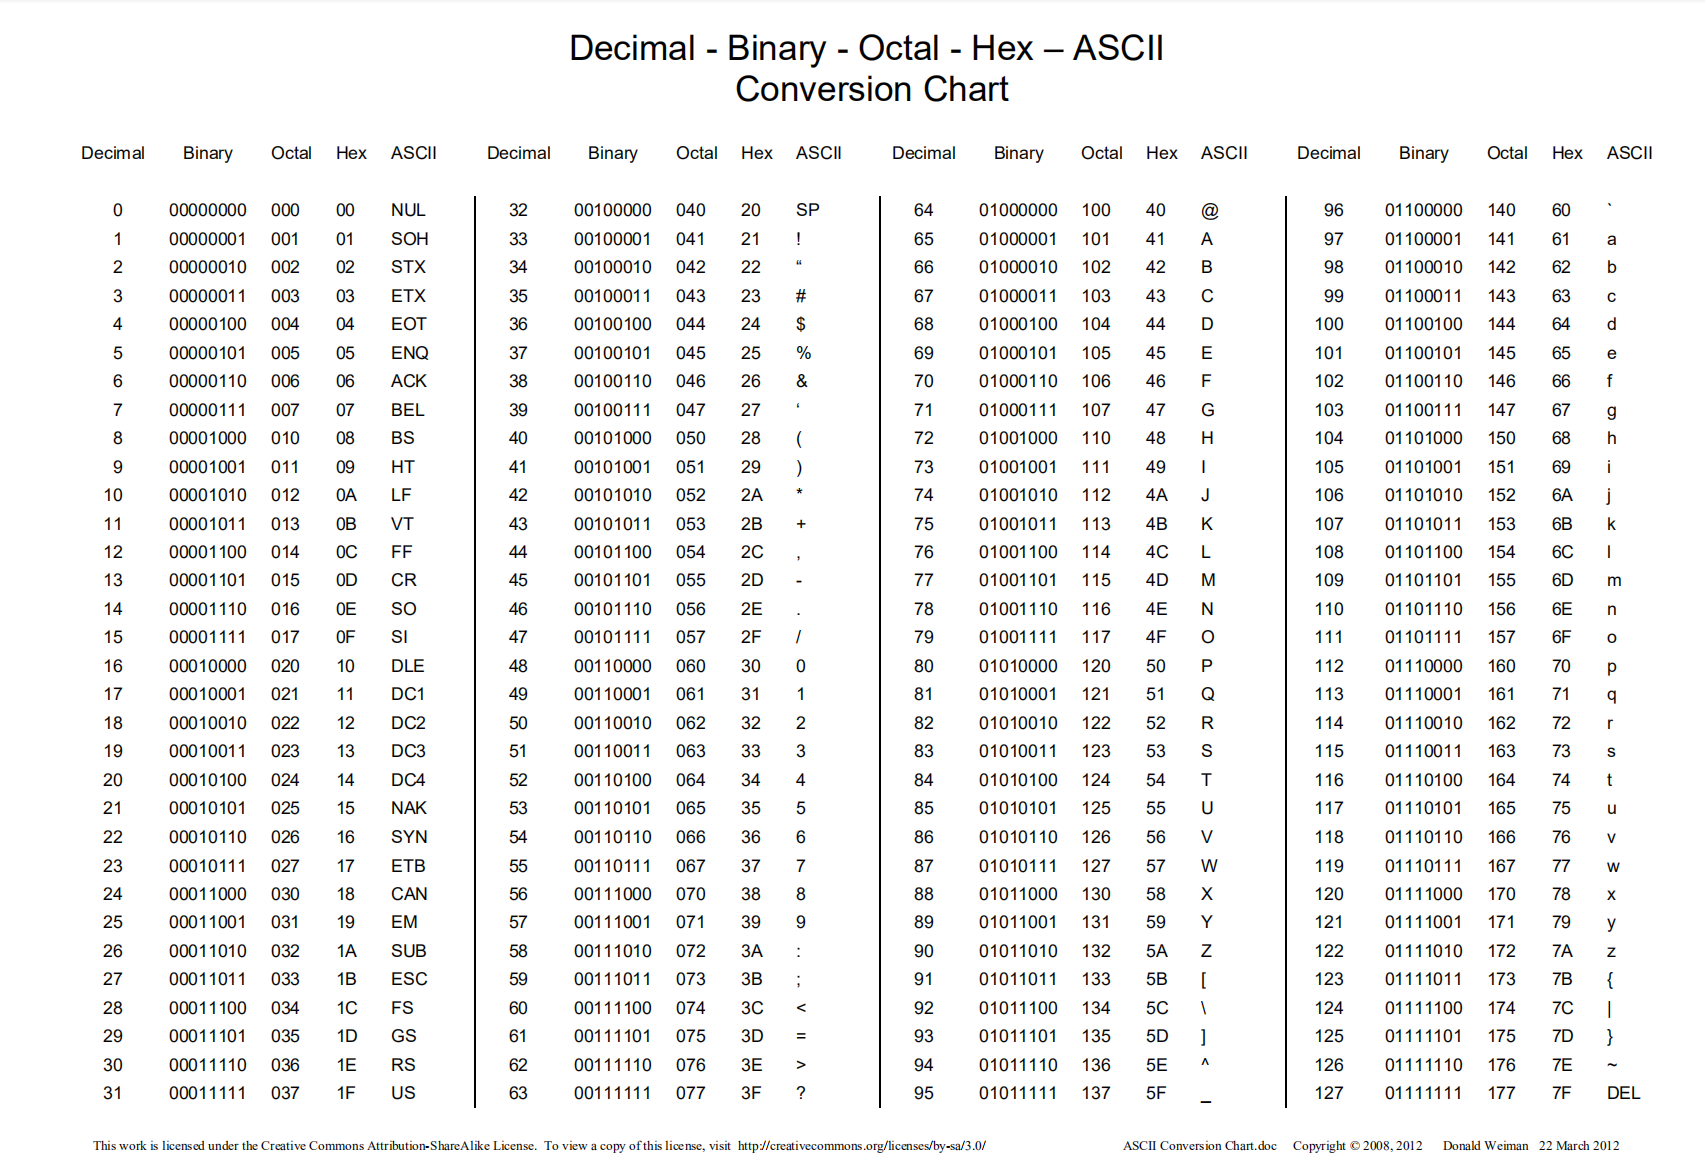 Decimal - Binary - Octal - Hex – ASCII
Conversion Chart
Decimal Binary Octal Hex ASCII Decimal Binary Octal Hex ASCII Decimal Binary Octal Hex ASCII Decimal Binary Octal Hex ASCII
0 00000000 000 00 NUL 32 00100000 040 20 SP 64 01000000 100 40 @ 96 01100000 140 60 `
1 00000001 001 01 SOH 33 00100001 041 21 ! 65 01000001 101 41 A 97 01100001 141 61 a
2 00000010 002 02 STX 34 00100010 042 22 “ 66 01000010 102 42 B 98 01100010 142 62 b
3 00000011 003 03 ETX 35 00100011 043 23 # 67 01000011 103 43 C 99 01100011 143 63 c
4 00000100 004 04 EOT 36 00100100 044 24 $ 68 01000100 104 44 D 100 01100100 144 64 d
5 00000101 005 05 ENQ 37 00100101 045 25 % 69 01000101 105 45 E 101 01100101 145 65 e
6 00000110 006 06 ACK 38 00100110 046 26 & 70 01000110 106 46 F 102 01100110 146 66 f
7 00000111 007 07 BEL 39 00100111 047 27 ‘ 71 01000111 107 47 G 103 01100111 147 67 g
8 00001000 010 08 BS 40 00101000 050 28 ( 72 01001000 110 48 H 104 01101000 150 68 h
9 00001001 011 09 HT 41 00101001 051 29 ) 73 01001001 111 49 I 105 01101001 151 69 i
10 00001010 012 0A LF 42 00101010 052 2A * 74 01001010 112 4A J 106 01101010 152 6A j
11 00001011 013 0B VT 43 00101011 053 2B + 75 01001011 113 4B K 107 01101011 153 6B k
12 00001100 014 0C FF 44 00101100 054 2C , 76 01001100 114 4C L 108 01101100 154 6C l
13 00001101 015 0D CR 45 00101101 055 2D - 77 01001101 115 4D M 109 01101101 155 6D m
14 00001110 016 0E SO 46 00101110 056 2E . 78 01001110 116 4E N 110 01101110 156 6E n
15 00001111 017 0F SI 47 00101111 057 2F / 79 01001111 117 4F O 111 01101111 157 6F o
16 00010000 020 10 DLE 48 00110000 060 30 0 80 01010000 120 50 P 112 01110000 160 70 p
17 00010001 021 11 DC1 49 00110001 061 31 1 81 01010001 121 51 Q 113 01110001 161 71 q
18 00010010 022 12 DC2 50 00110010 062 32 2 82 01010010 122 52 R 114 01110010 162 72 r
19 00010011 023 13 DC3 51 00110011 063 33 3 83 01010011 123 53 S 115 01110011 163 73 s
20 00010100 024 14 DC4 52 00110100 064 34 4 84 01010100 124 54 T 116 01110100 164 74 t
21 00010101 025 15 NAK 53 00110101 065 35 5 85 01010101 125 55 U 117 01110101 165 75 u
22 00010110 026 16 SYN 54 00110110 066 36 6 86 01010110 126 56 V 118 01110110 166 76 v
23 00010111 027 17 ETB 55 00110111 067 37 7 87 01010111 127 57 W 119 01110111 167 77 w
24 00011000 030 18 CAN 56 00111000 070 38 8 88 01011000 130 58 X 120 01111000 170 78 x
25 00011001 031 19 EM 57 00111001 071 39 9 89 01011001 131 59 Y 121 01111001 171 79 y
26 00011010 032 1A SUB 58 00111010 072 3A : 90 01011010 132 5A Z 122 01111010 172 7A z
27 00011011 033 1B ESC 59 00111011 073 3B ; 91 01011011 133 5B [ 123 01111011 173 7B {
28 00011100 034 1C FS 60 00111100 074 3C < 92 01011100 134 5C \ 124 01111100 174 7C |
29 00011101 035 1D GS 61 00111101 075 3D = 93 01011101 135 5D ] 125 01111101 175 7D }
30 00011110 036 1E RS 62 00111110 076 3E > 94 01011110 136 5E ^ 126 01111110 176 7E ~
31 00011111 037 1F US 63 00111111 077 3F ? 95 01011111 137 5F _ 127 01111111 177 7F DEL
This work is licensed under the Creative Commons Attribution-ShareAlike License. To view a copy of this license, visit http://creativecommons.org/licenses/by-sa/3.0/ ASCII Conversion Chart.doc Copyright © 2008, 2012 Donald Weiman 22 March 2012